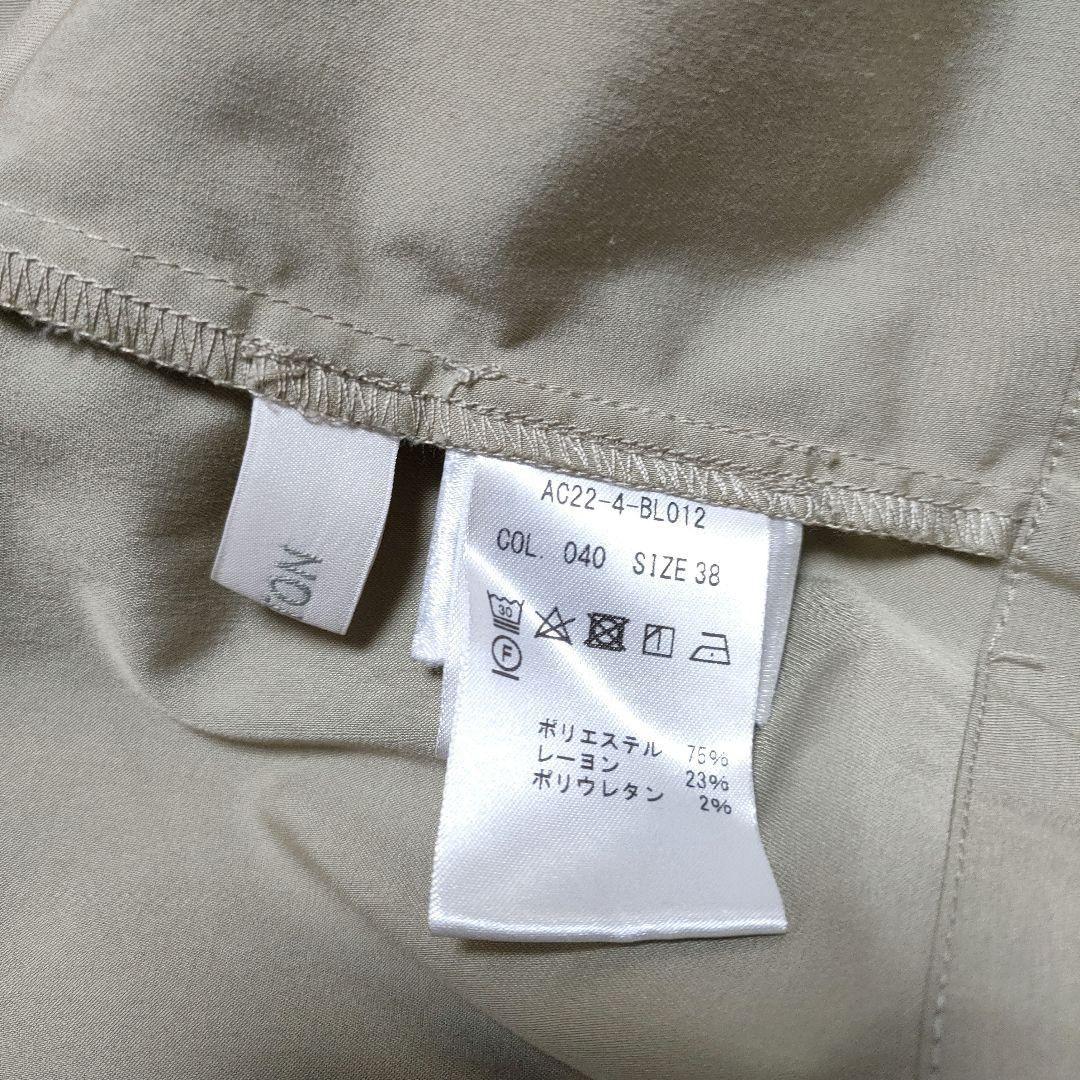 AC22-4-BL012
COL. 040 SIZE 38
30
F
ポリエステル 75%
レーヨン 23%
ポリウレタン 2%